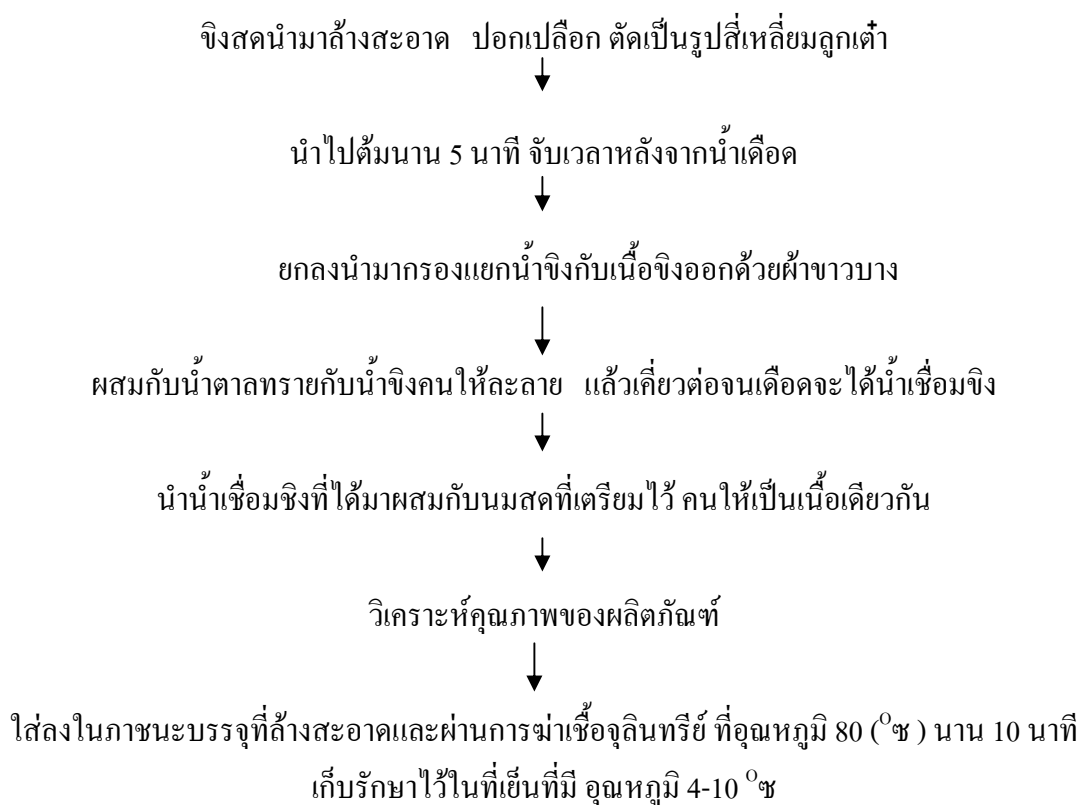 ขิงสดนำมาล้างสะอาด ปอกเปลือก ตัดเป็นรูปสี่เหลี่ยมลูกเต๋า
นำไปต้มนาน 5 นาที จับเวลาหลังจากน้ำเดือด
ยกลงนำมากรองแยกน้ำขิงกับเนื้อขิงออกด้วยผ้าขาวบาง
ผสมกับน้ำตาลทรายกับน้ำขิงคนให้ละลาย แล้วเคี่ยวต่อจนเดือดจะได้น้ำเชื่อมขิง
นำน้ำเชื่อมชิงที่ได้มาผสมกับนมสดที่เตรียมไว้ คนให้เป็นเนื้อเดียวกัน
วิเคราะห์คุณภาพของผลิตภัณฑ์
ใส่ลงในภาชนะบรรจุที่ล้างสะอาดและผ่านการฆ่าเชื้อจุลินทรีย์ ที่อุณหภูมิ 80 (⁰ซ ) นาน 10 นาที
เก็บรักษาไว้ในที่เย็นที่มี อุณหภูมิ 4-10 ⁰ซ